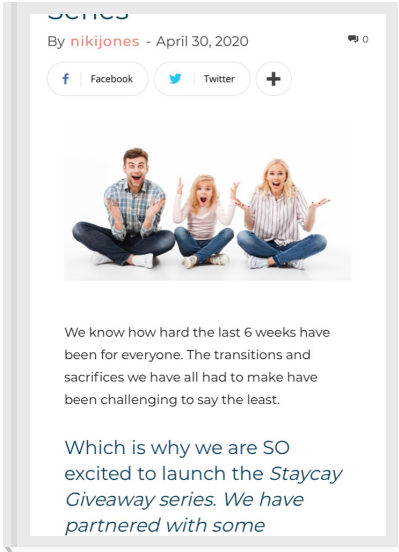 Series
By nikijones - April 30, 2020 0
Facebook Twitter
We know how hard the last 6 weeks have
been for everyone. The transitions and
sacrifices we have all had to make have
been challenging to say the least.
Which is why we are SO
excited to launch the Staycay
Giveaway series. We have
partnered with some